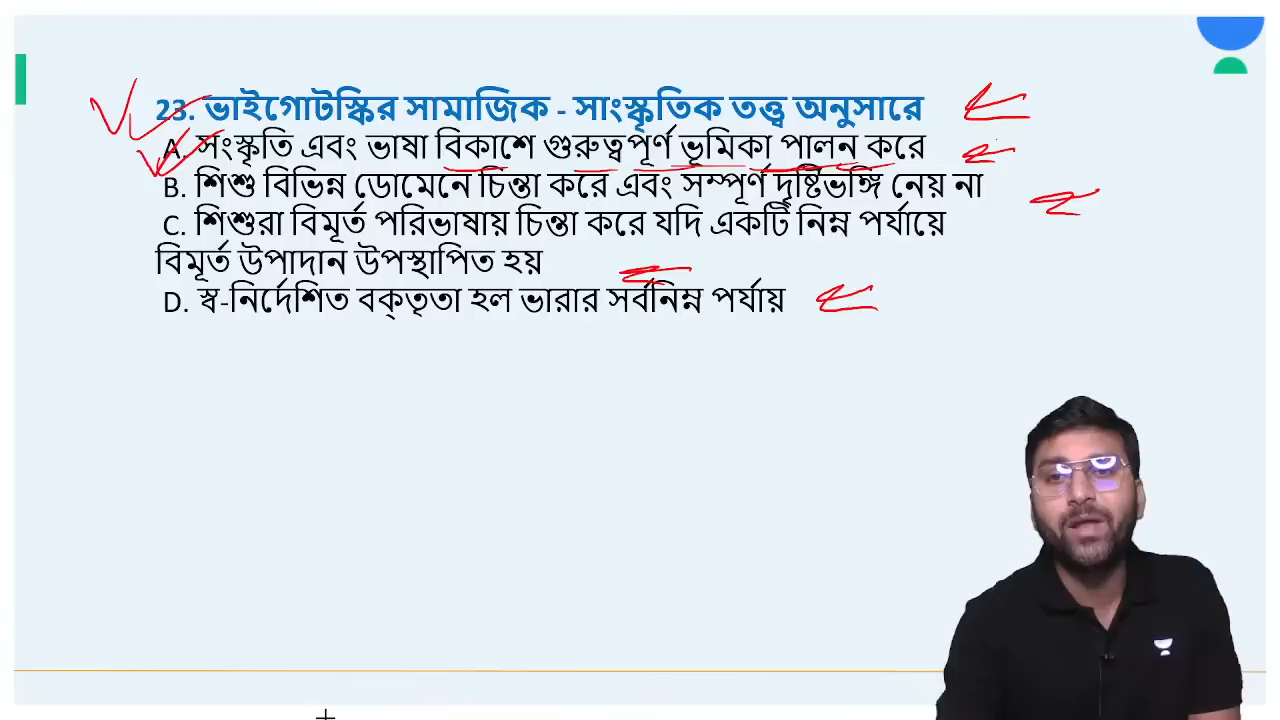 23. ভাইগোটস্কির সামাজিক - সাংস্কৃতিক তত্ত্ব অনুসারে
A. সংস্কৃতি এবং ভাষা বিকাশে গুরুত্বপূর্ণ ভূমিকা পালন করে
B. শিশু বিভিন্ন ডোমেনে চিন্তা করে এবং সম্পূর্ণ দৃষ্টিভঙ্গি নেয় না
C. শিশুরা বিমূর্ত পরিভাষায় চিন্তা করে যদি একটি নিম্ন পর্যায়ে
বিমূর্ত উপাদান উপস্থাপিত হয়
D. স্ব-নির্দেশিত বক্তৃতা হল ভারার সর্বনিম্ন পর্যায়